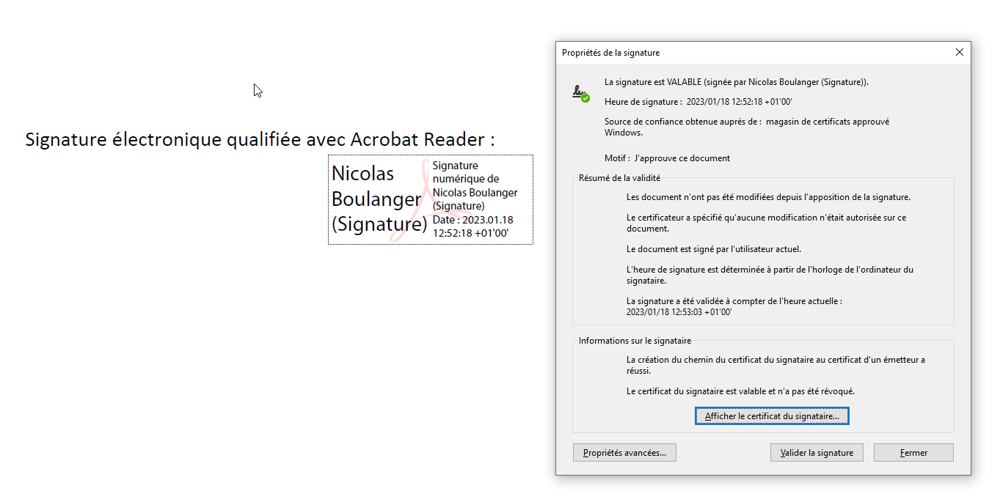 Signature électronique qualifiée avec Acrobat Reader :
Nicolas
Boulanger
(Signature)
Signature
numérique de
Nicolas Boulanger
(Signature)
Date : 2023.01.18
12:52:18 +01'00'
Propriétés de la signature
La signature est VALABLE (signée par Nicolas Boulanger (Signature)).
Heure de signature : 2023/01/18 12:52:18 +01'00'
Source de confiance obtenue auprès de : magasin de certificats approuvé
Windows.
Motif : J'approuve ce document
Résumé de la validité
Les document n'ont pas été modifiées depuis l'apposition de la signature.
Le certificateur a spécifié qu'aucune modification n'était autorisée sur ce
document.
Le document est signé par l'utilisateur actuel.
L'heure de signature est déterminée à partir de l'horloge de l'ordinateur du
signataire.
La signature a été validée à compter de l'heure actuelle :
2023/01/18 12:53:03 +01'00'
Informations sur le signataire
La création du chemin du certificat du signataire au certificat d'un émetteur a
réussi.
Le certificat du signataire est valable et n'a pas été révoqué.
Afficher le certificat du signataire...
Propriétés avancées...
Valider la signature
Fermer